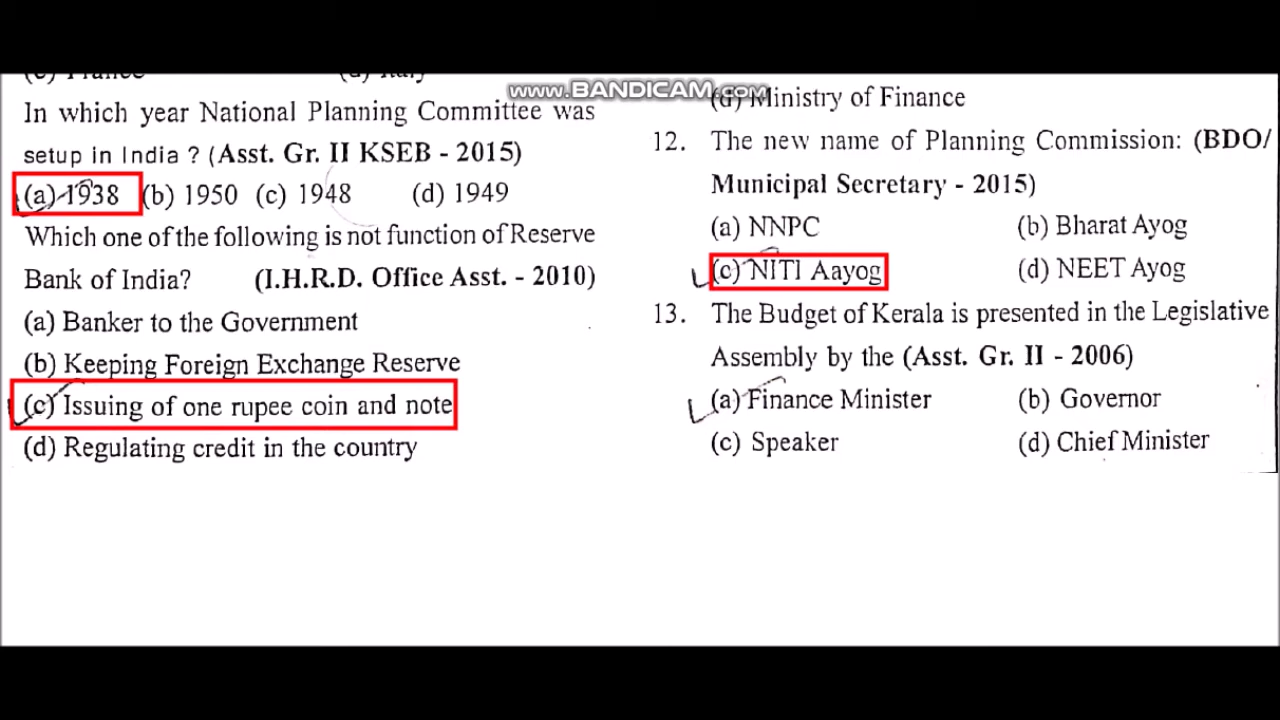 www.BANDICAM.com
(c) France (d) Italy
In which year National Planning Committee was
setup in India ? (Asst. Gr. II KSEB - 2015)
(a) 1938 (b) 1950 (c) 1948 (d) 1949
Which one of the following is not function of Reserve
Bank of India? (I.H.R.D. Office Asst. - 2010)
(a) Banker to the Government
(b) Keeping Foreign Exchange Reserve
(c) Issuing of one rupee coin and note
(d) Regulating credit in the country
(d) Ministry of Finance
12. The new name of Planning Commission: (BDO/
Municipal Secretary - 2015)
(a) NNPC (b) Bharat Ayog
(c) NITI Aayog (d) NEET Ayog
13. The Budget of Kerala is presented in the Legislative
Assembly by the (Asst. Gr. II - 2006)
(a) Finance Minister (b) Governor
(c) Speaker (d) Chief Minister